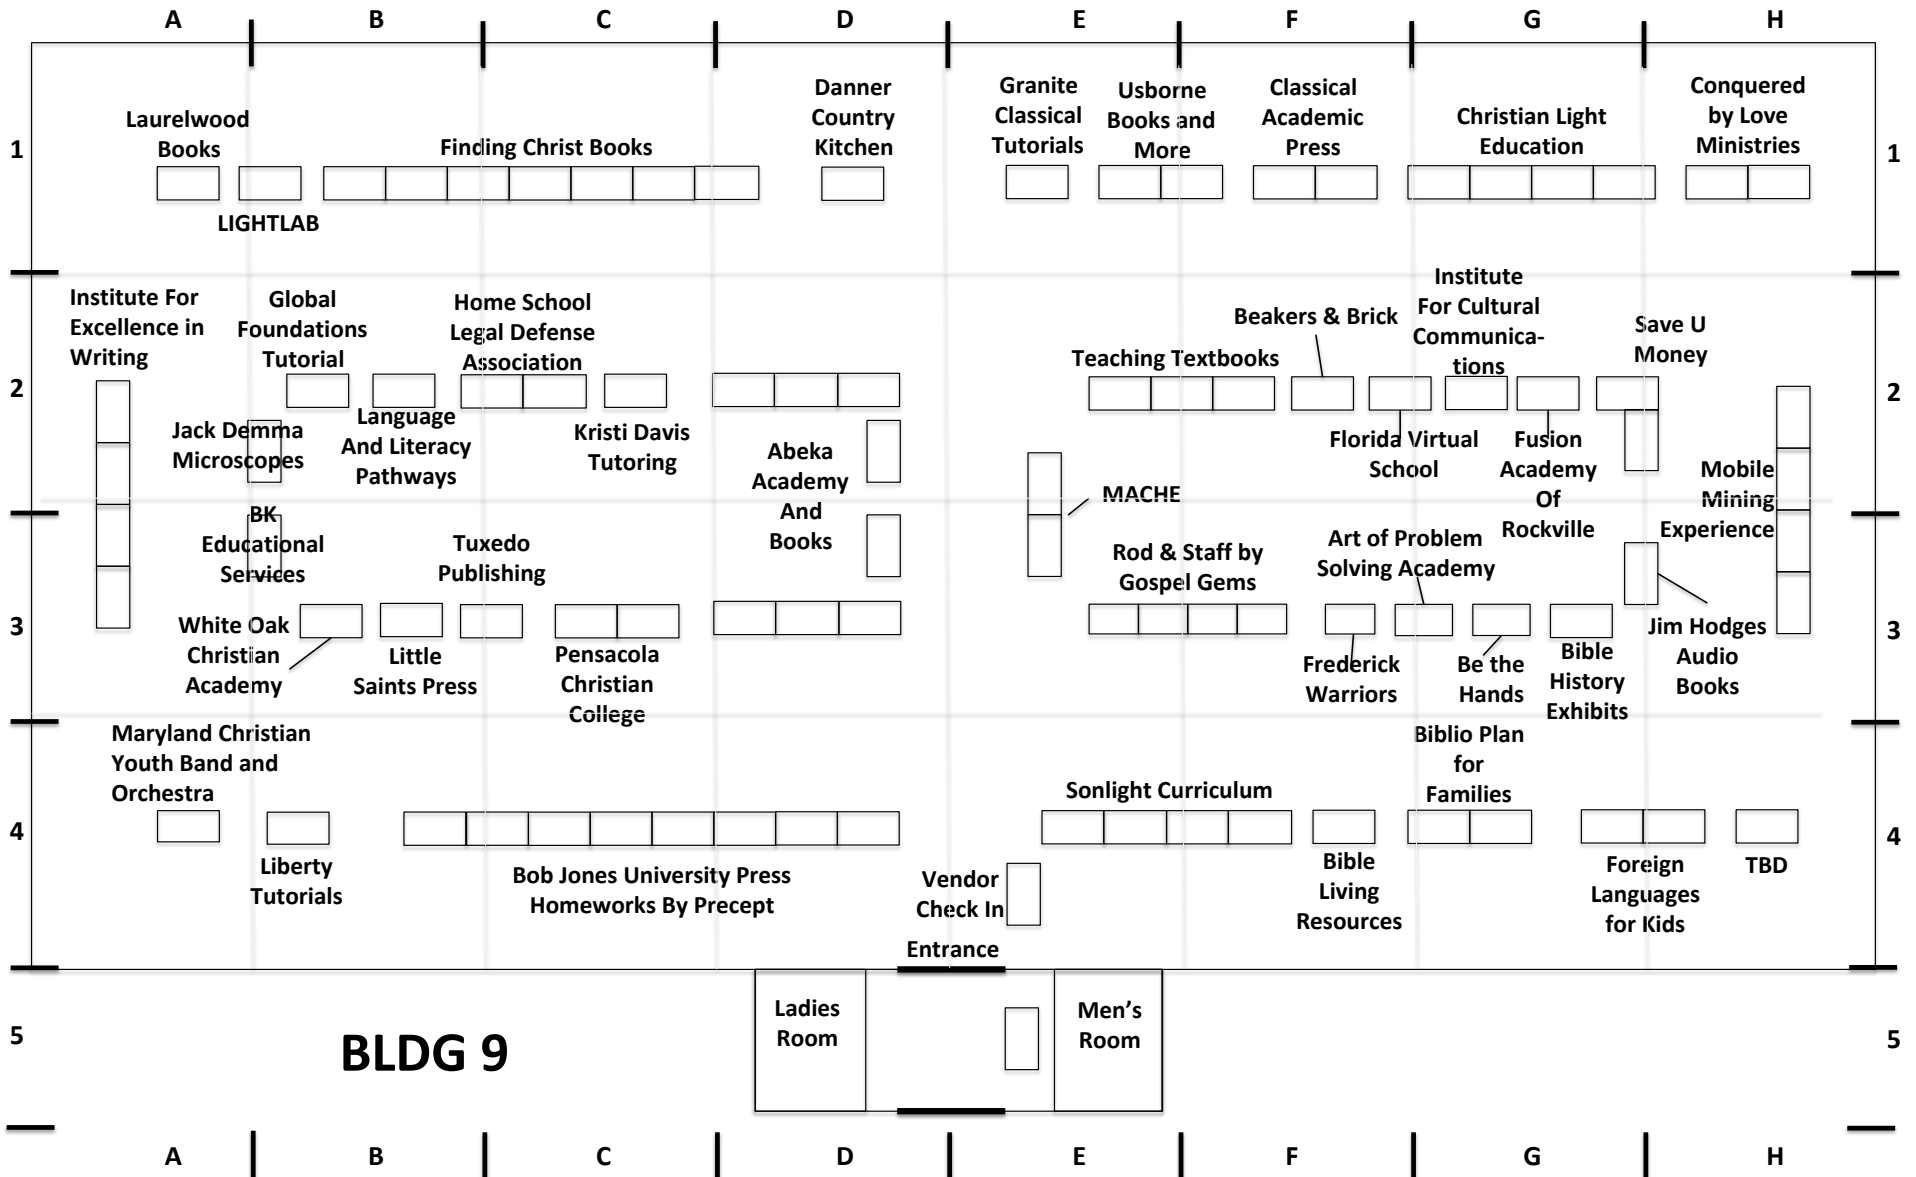 A B C D E F G H
1
Laurelwood
Books
LIGHTLAB
Finding Christ Books
Danner
Country
Kitchen
Granite
Classical
Tutorials
Usborne
Books and
More
Classical
Academic
Press
Christian Light
Education
Conquered
by Love
Ministries
1
2
Institute For
Excellence in
Writing
Global
Foundations
Tutorial
Home School
Legal Defense
Association
Jack Demma
Microscopes
Language
And Literacy
Pathways
Kristi Davis
Tutoring
Abeka
Academy
And
Books
Teaching Textbooks
Beakers & Brick
Institute
For Cultural
Communica-
tions
Save U
Money
Florida Virtual
School
Fusion
Academy
Of
Rockville
MACHE
Mobile
Mining
Experience
2
3
BK
Educational
Services
Tuxedo
Publishing
White Oak
Christian
Academy
Little
Saints Press
Pensacola
Christian
College
Rod & Staff by
Gospel Gems
Art of Problem
Solving Academy
Frederick
Warriors
Be the
Hands
Bible
History
Exhibits
Jim Hodges
Audio
Books
3
4
Maryland Christian
Youth Band and
Orchestra
Liberty
Tutorials
Bob Jones University Press
Homeworks By Precept
Vendor
Check In
Sonlight Curriculum
Bible
Living
Resources
Biblio Plan
for
Families
Foreign
Languages
for Kids
TBD
4
Entrance
5
BLDG 9
Ladies
Room
Men's
Room
5
A B C D E F G H